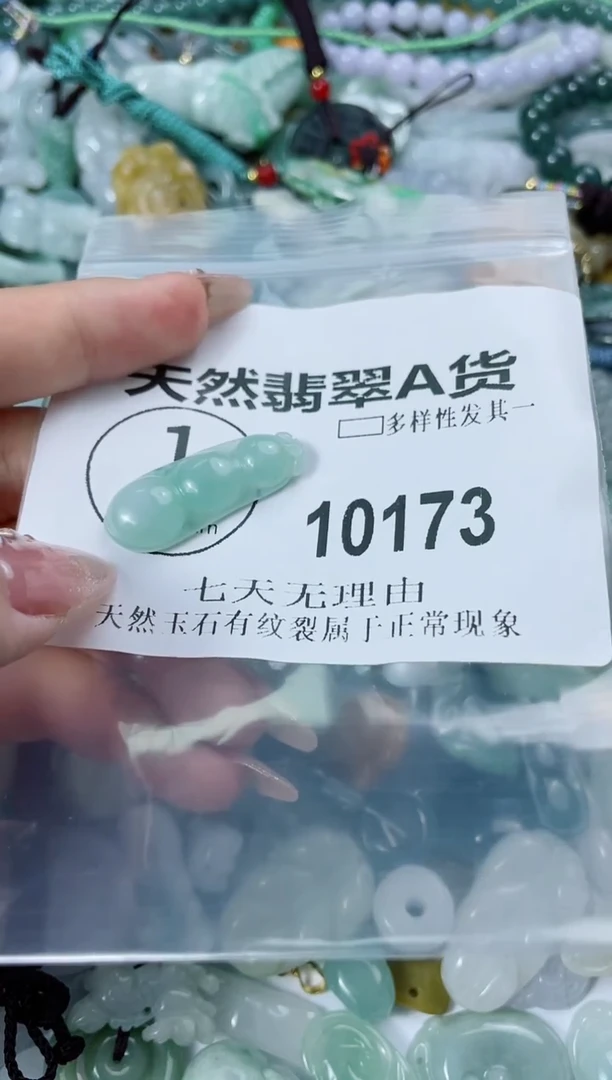 天然翡翠A货
□多样性发其一
1
10173
七天无理由
天然玉石有纹裂属于正常现象